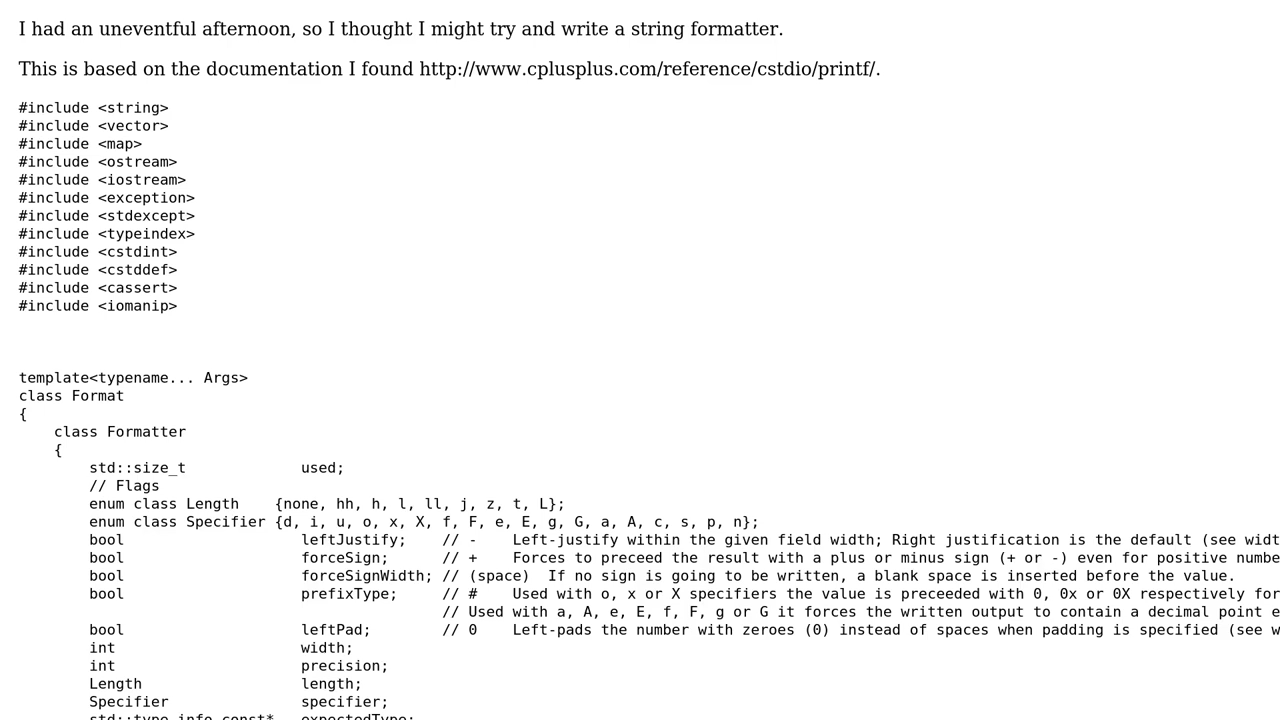 I had an uneventful afternoon, so I thought I might try and write a string formatter.
This is based on the documentation I found http://www.cplusplus.com/reference/cstdio/printf/.
#include <string>
#include <vector>
#include <map>
#include <ostream>
#include <iostream>
#include <exception>
#include <stdexcept>
#include <typeindex>
#include <cstdint>
#include <cstddef>
#include <cassert>
#include <iomanip>
template<typename... Args>
class Format
{
    class Formatter
    {
        std::size_t             used;
        // Flags
        enum class Length    {none, hh, h, l, ll, j, z, t, L};
        enum class Specifier {d, i, u, o, x, X, f, F, e, E, g, G, a, A, c, s, p, n};
        bool                    leftJustify;    // -    Left-justify within the given field width; Right justification is the default (see widt
        bool                    forceSign;      // +    Forces to preceed the result with a plus or minus sign (+ or -) even for positive numbe
        bool                    forceSignWidth; // (space)  If no sign is going to be written, a blank space is inserted before the value.
        bool                    prefixType;     // #    Used with o, x or X specifiers the value is preceeded with 0, 0x or 0X respectively for
                                                // Used with a, A, e, E, f, F, g or G it forces the written output to contain a decimal point e
        bool                    leftPad;        // 0    Left-pads the number with zeroes (0) instead of spaces when padding is specified (see w
        int                     width;
        int                     precision;
        Length                  length;
        Specifier               specifier;
        std::type_info const*   expectedType;